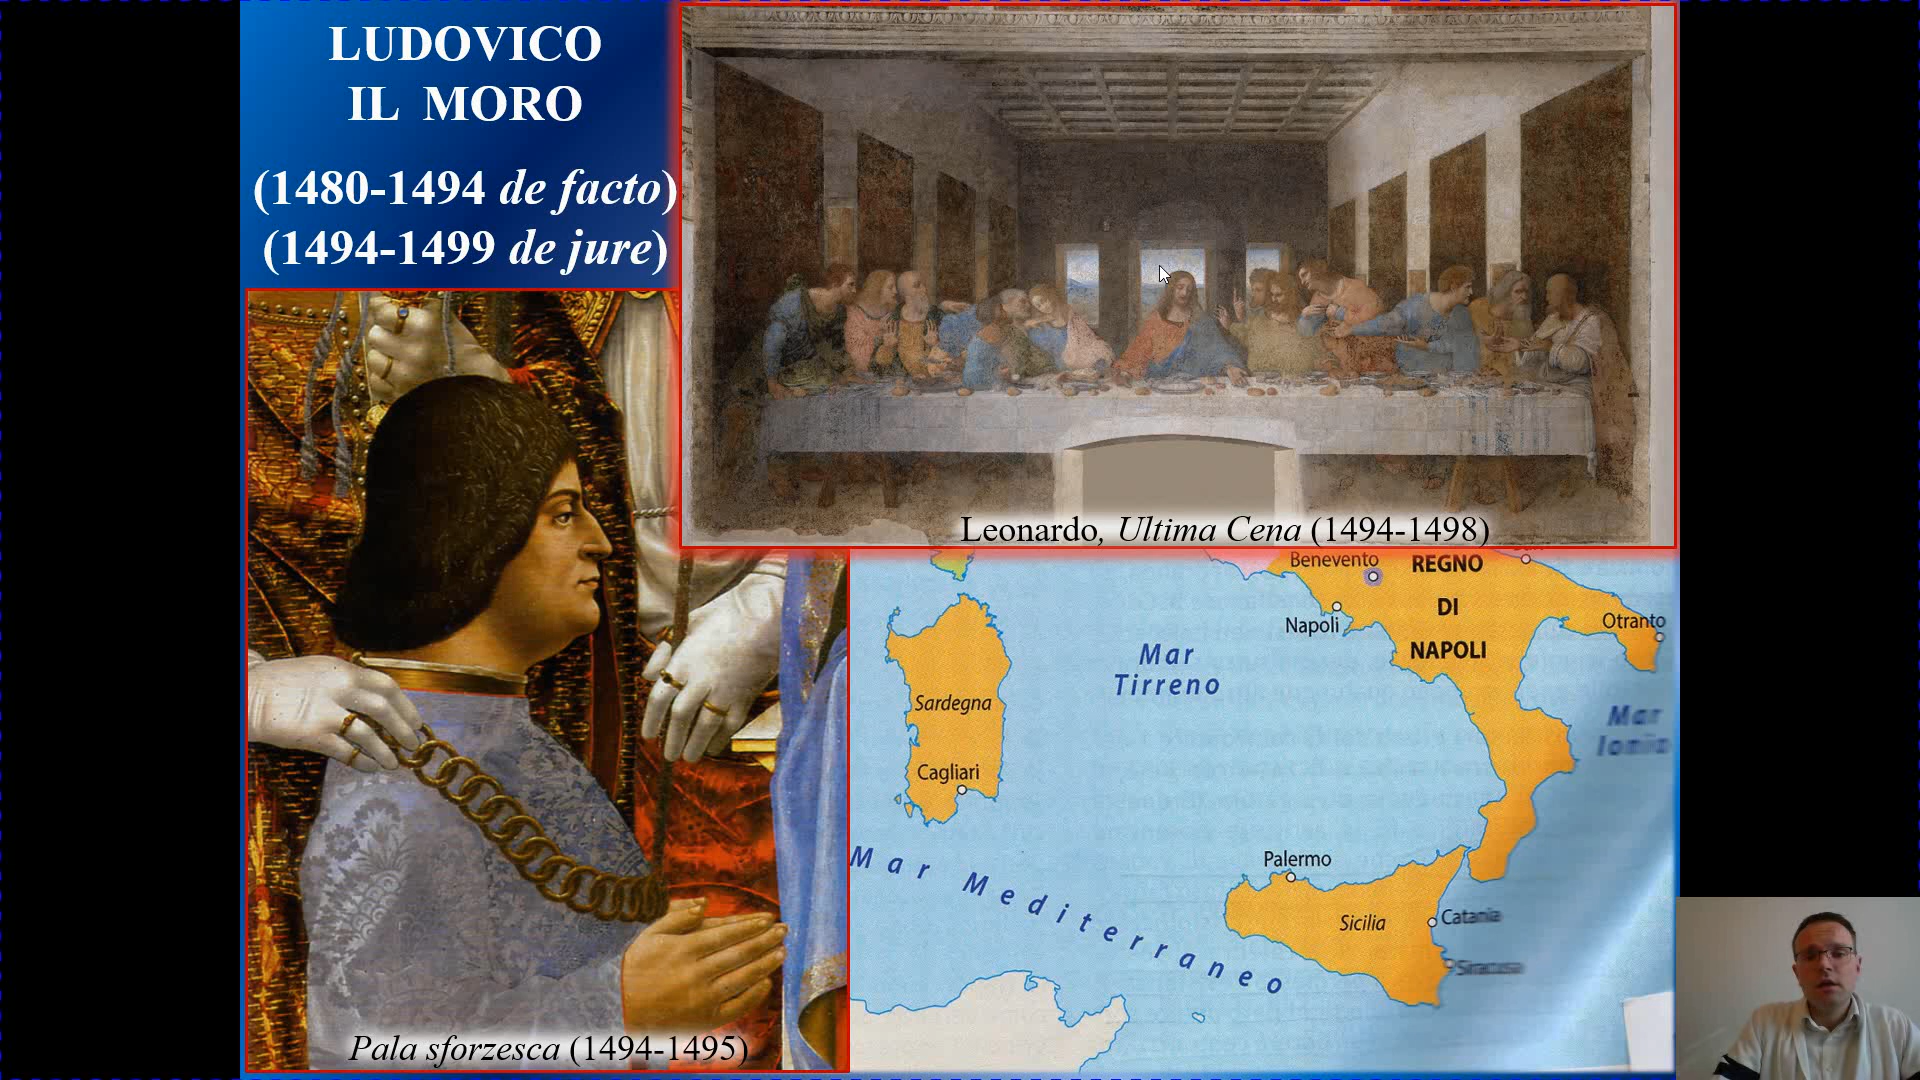 LUDOVICO
IL MORO
(1480-1494 de facto)
(1494-1499 de jure)
Leonardo, Ultima Cena (1494-1498)
Pala sforzesca (1494-1495)
Benevento
REGNO
DI
NAPOLI
Napoli
Otranto
Mar
Tirreno
Mar
Ionio
Sardegna
Cagliari
Palermo
Sicilia
Catania
Siracusa
Mar Mediterraneo